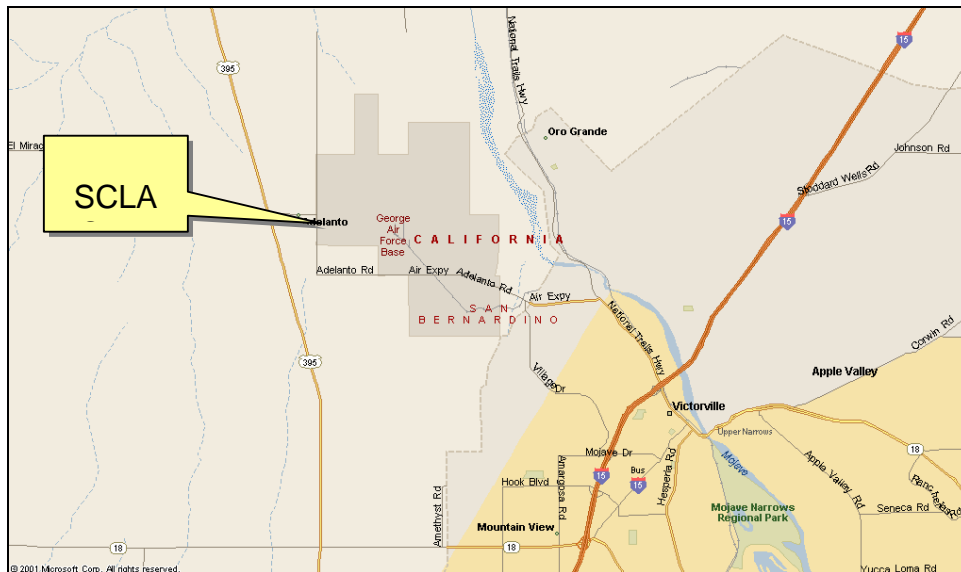 15
395
National Trails Hwy
Oro Grande
Johnson Rd
Stoddard Wells Rd
El Mirac
SCLA
15
George
Air
Force
Base
CALIFORNIA
Adelanto Rd
Air Expy
Adelanto Rd
Air Expy
SAN
BERNARDINO
National Trails Hwy
Corwin Rd
395
Village Dr
Apple Valley
Victorville
Upper Narrows
18
Mojave Dr
Bus
15
15
Hesperia Rd
Mojave
Apple Valley Rd
Hook Blvd
Amargosa Rd
Amethyst Rd
Mojave Narrows
Regional Park
Seneca Rd
Mountain View
18
18
Yucca Loma Rd
© 2001 Microsoft Corp. All rights reserved.